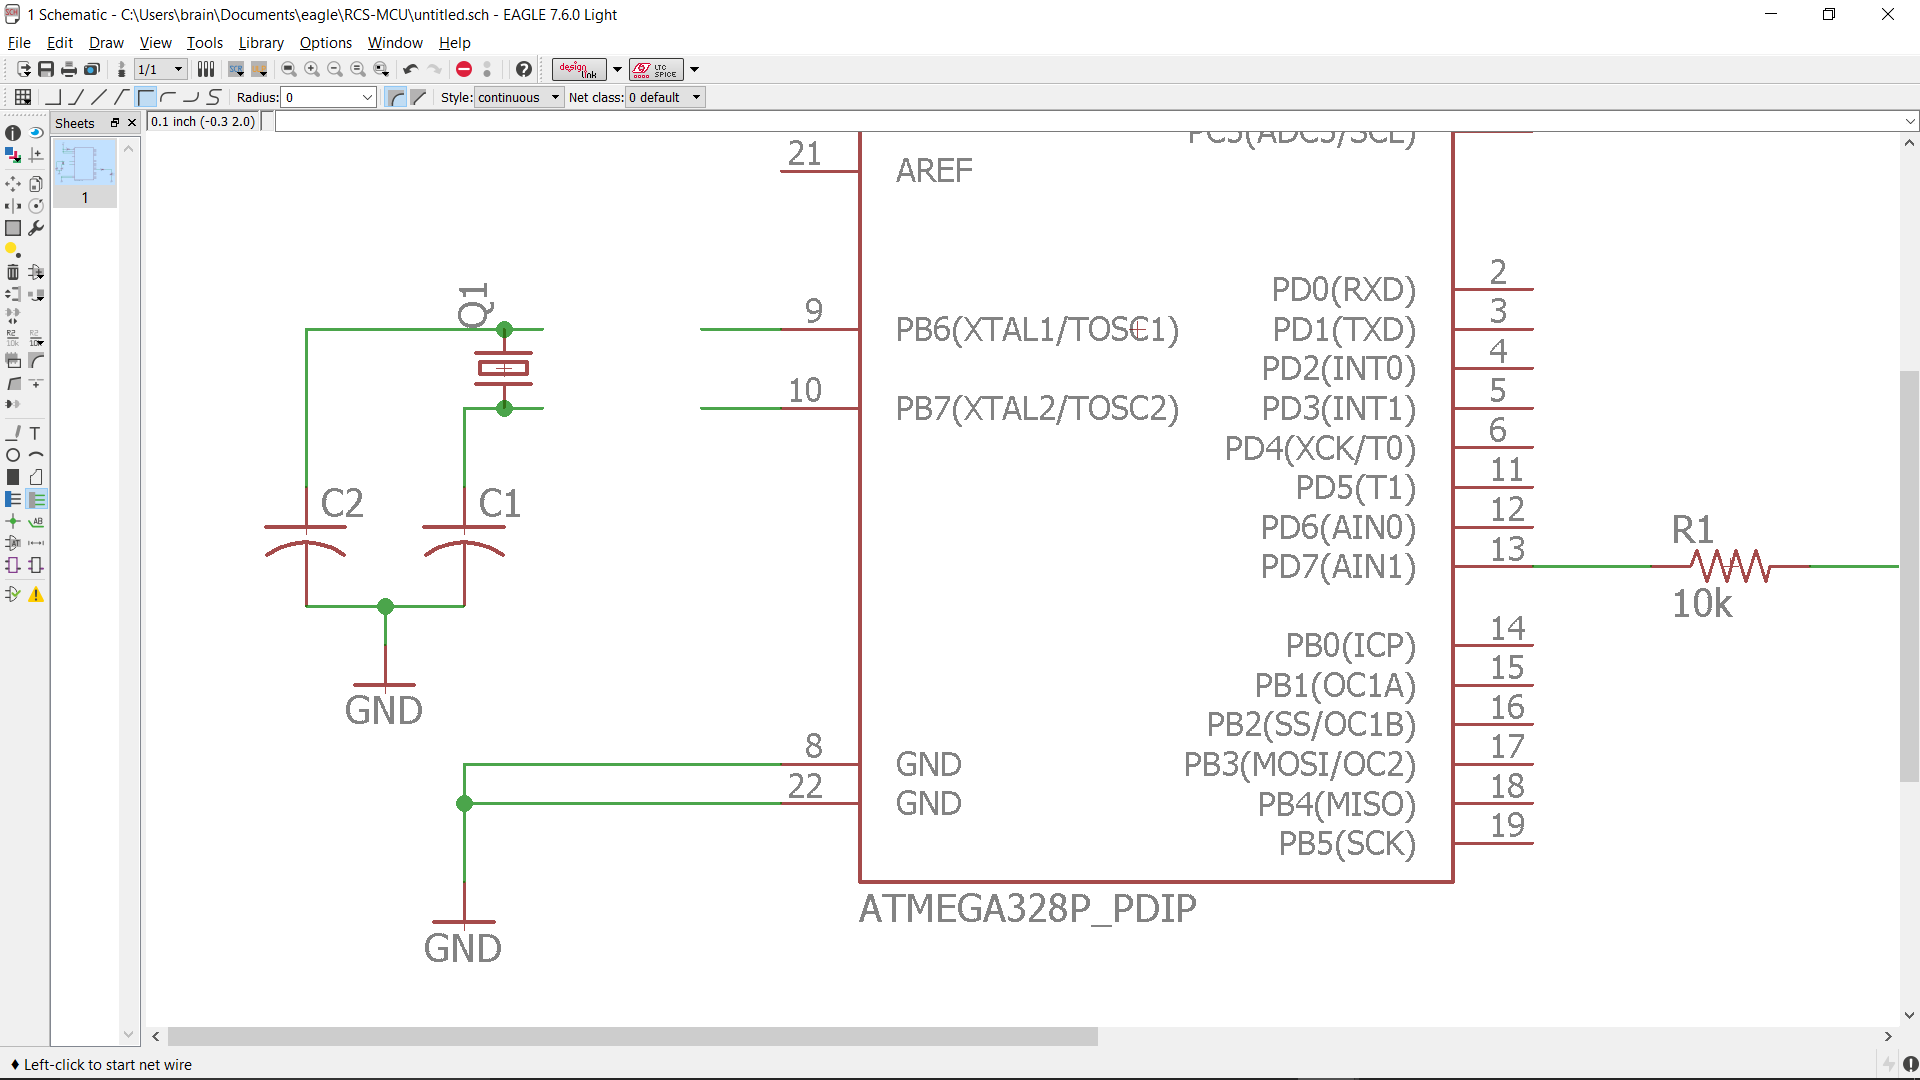 1 Schematic - C:\Users\brain\Documents\eagle\RCS-MCU\untitled.sch - EAGLE 7.6.0 Light
File Edit Draw View Tools Library Options Window Help
1/1
design link
LTC SPICE
Radius: 0
Style: continuous
Net class: 0 default
Sheets
0.1 inch (-0.3 2.0)
1
21
AREF
PC5(ADC5/SCL)
Q1
9
PB6(XTAL1/TOSC1)
10
PB7(XTAL2/TOSC2)
C2
C1
GND
8
GND
22
GND
GND
2
PD0(RXD)
3
PD1(TXD)
4
PD2(INT0)
5
PD3(INT1)
6
PD4(XCK/T0)
11
PD5(T1)
12
PD6(AIN0)
13
PD7(AIN1)
14
PB0(ICP)
15
PB1(OC1A)
16
PB2(SS/OC1B)
17
PB3(MOSI/OC2)
18
PB4(MISO)
19
PB5(SCK)
R1
10k
ATMEGA328P_PDIP
Left-click to start net wire